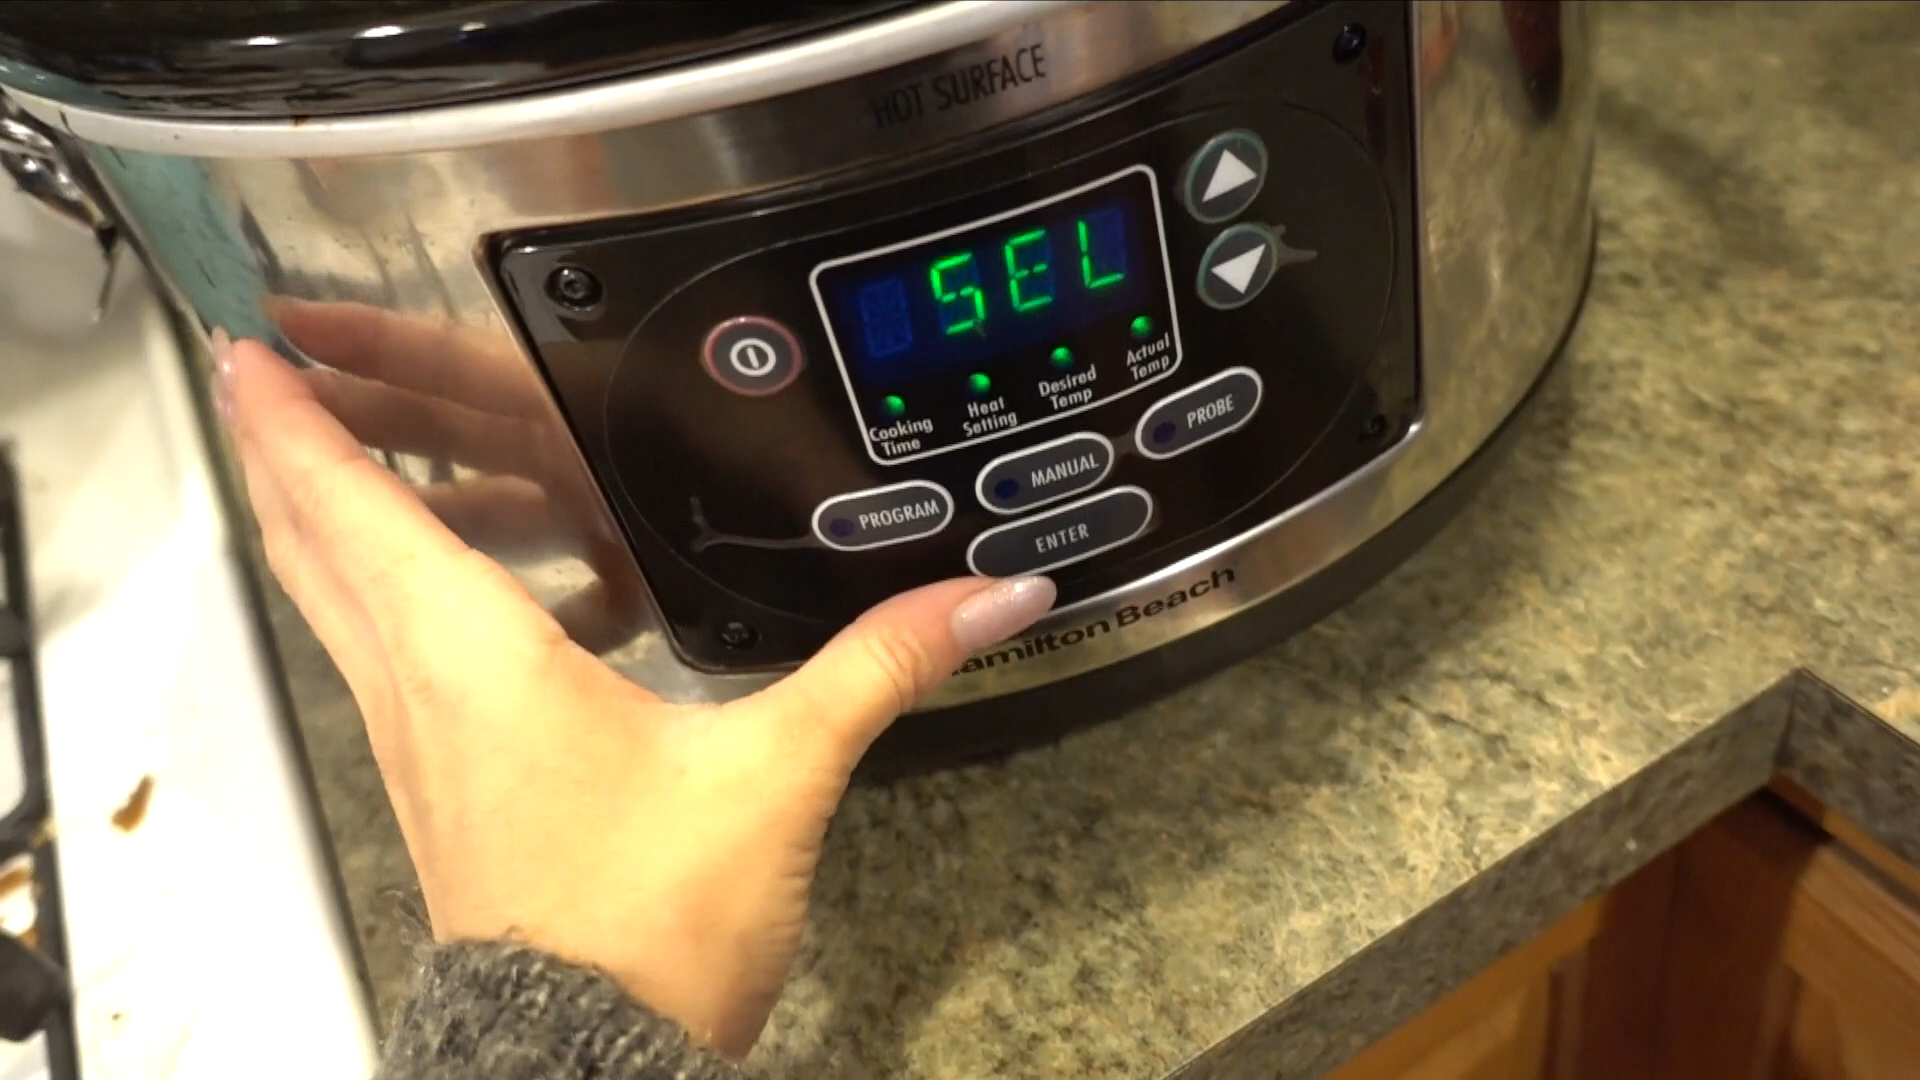 HOT SURFACE
SEL
Cooking Time
Heat Setting
Desired Temp
Actual Temp
PROGRAM
MANUAL
PROBE
ENTER
Hamilton Beach